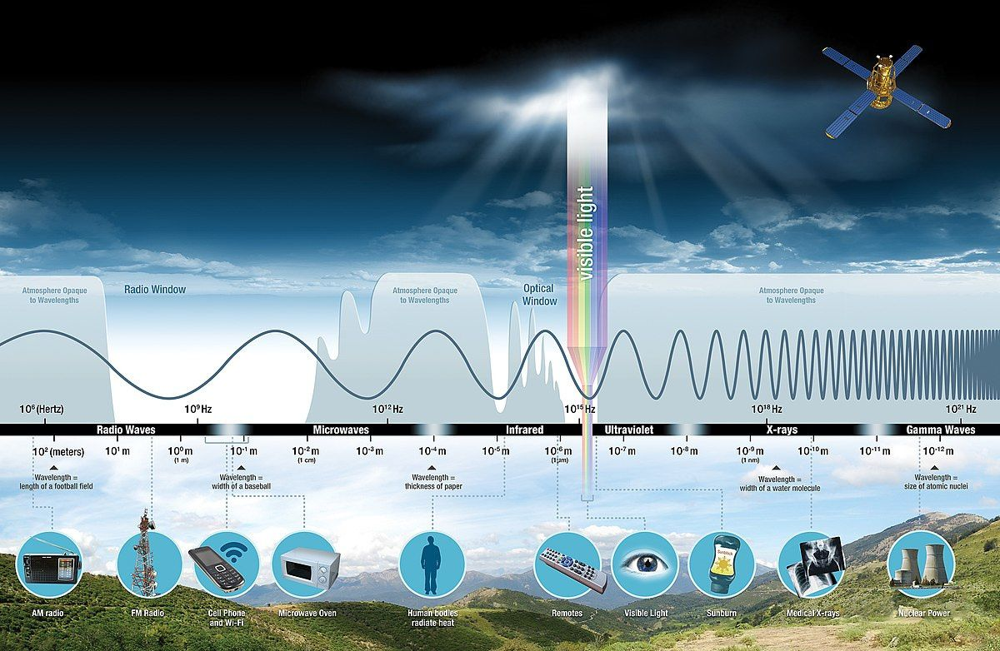 visible light
Atmosphere Opaque
to Wavelengths
Radio Window
Atmosphere Opaque
to Wavelengths
Optical
Window
Atmosphere Opaque
to Wavelengths
10⁶ (Hertz)
10⁹ Hz
10¹² Hz
10¹⁵ Hz
10¹⁸ Hz
10²¹ Hz
Radio Waves
Microwaves
Infrared
Ultraviolet
X-rays
Gamma Waves
10² (meters)
10¹ m
10⁰ m
(1 m)
10⁻¹ m
10⁻² m
(1 cm)
10⁻³ m
10⁻⁴ m
10⁻⁵ m
10⁻⁶ m
(1µm)
10⁻⁷ m
10⁻⁸ m
10⁻⁹ m
(1 nm)
10⁻¹⁰ m
10⁻¹¹ m
10⁻¹² m
Wavelength =
length of a football field
Wavelength =
width of a baseball
Wavelength =
thickness of paper
Wavelength =
width of a water molecule
Wavelength =
size of atomic nuclei
Sunblock
AM radio
FM Radio
Cell Phone
and Wi-Fi
Microwave Oven
Human bodies
radiate heat
Remotes
Visible Light
Sunburn
Medical X-rays
Nuclear Power